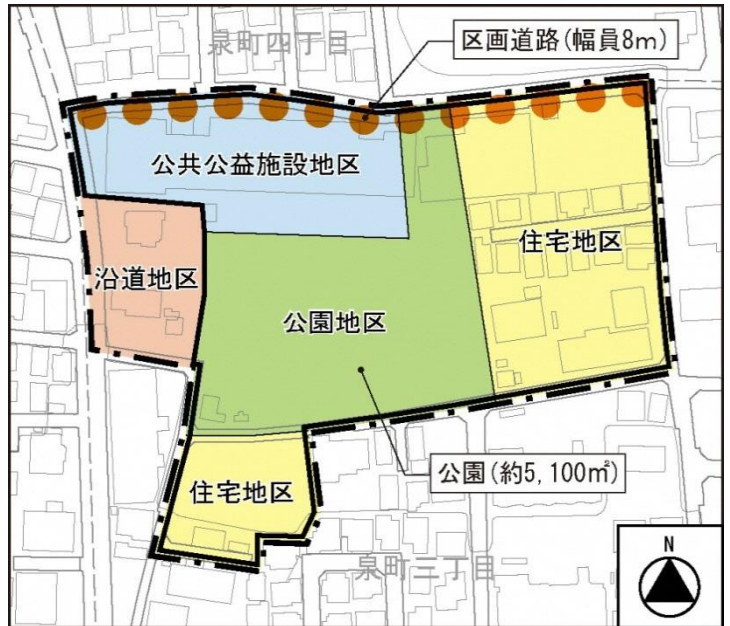 泉町四丁目
区画道路(幅員8m)
公共公益施設地区
沿道地区
住宅地区
公園地区
公園(約5,100㎡)
住宅地区
泉町三丁目
N